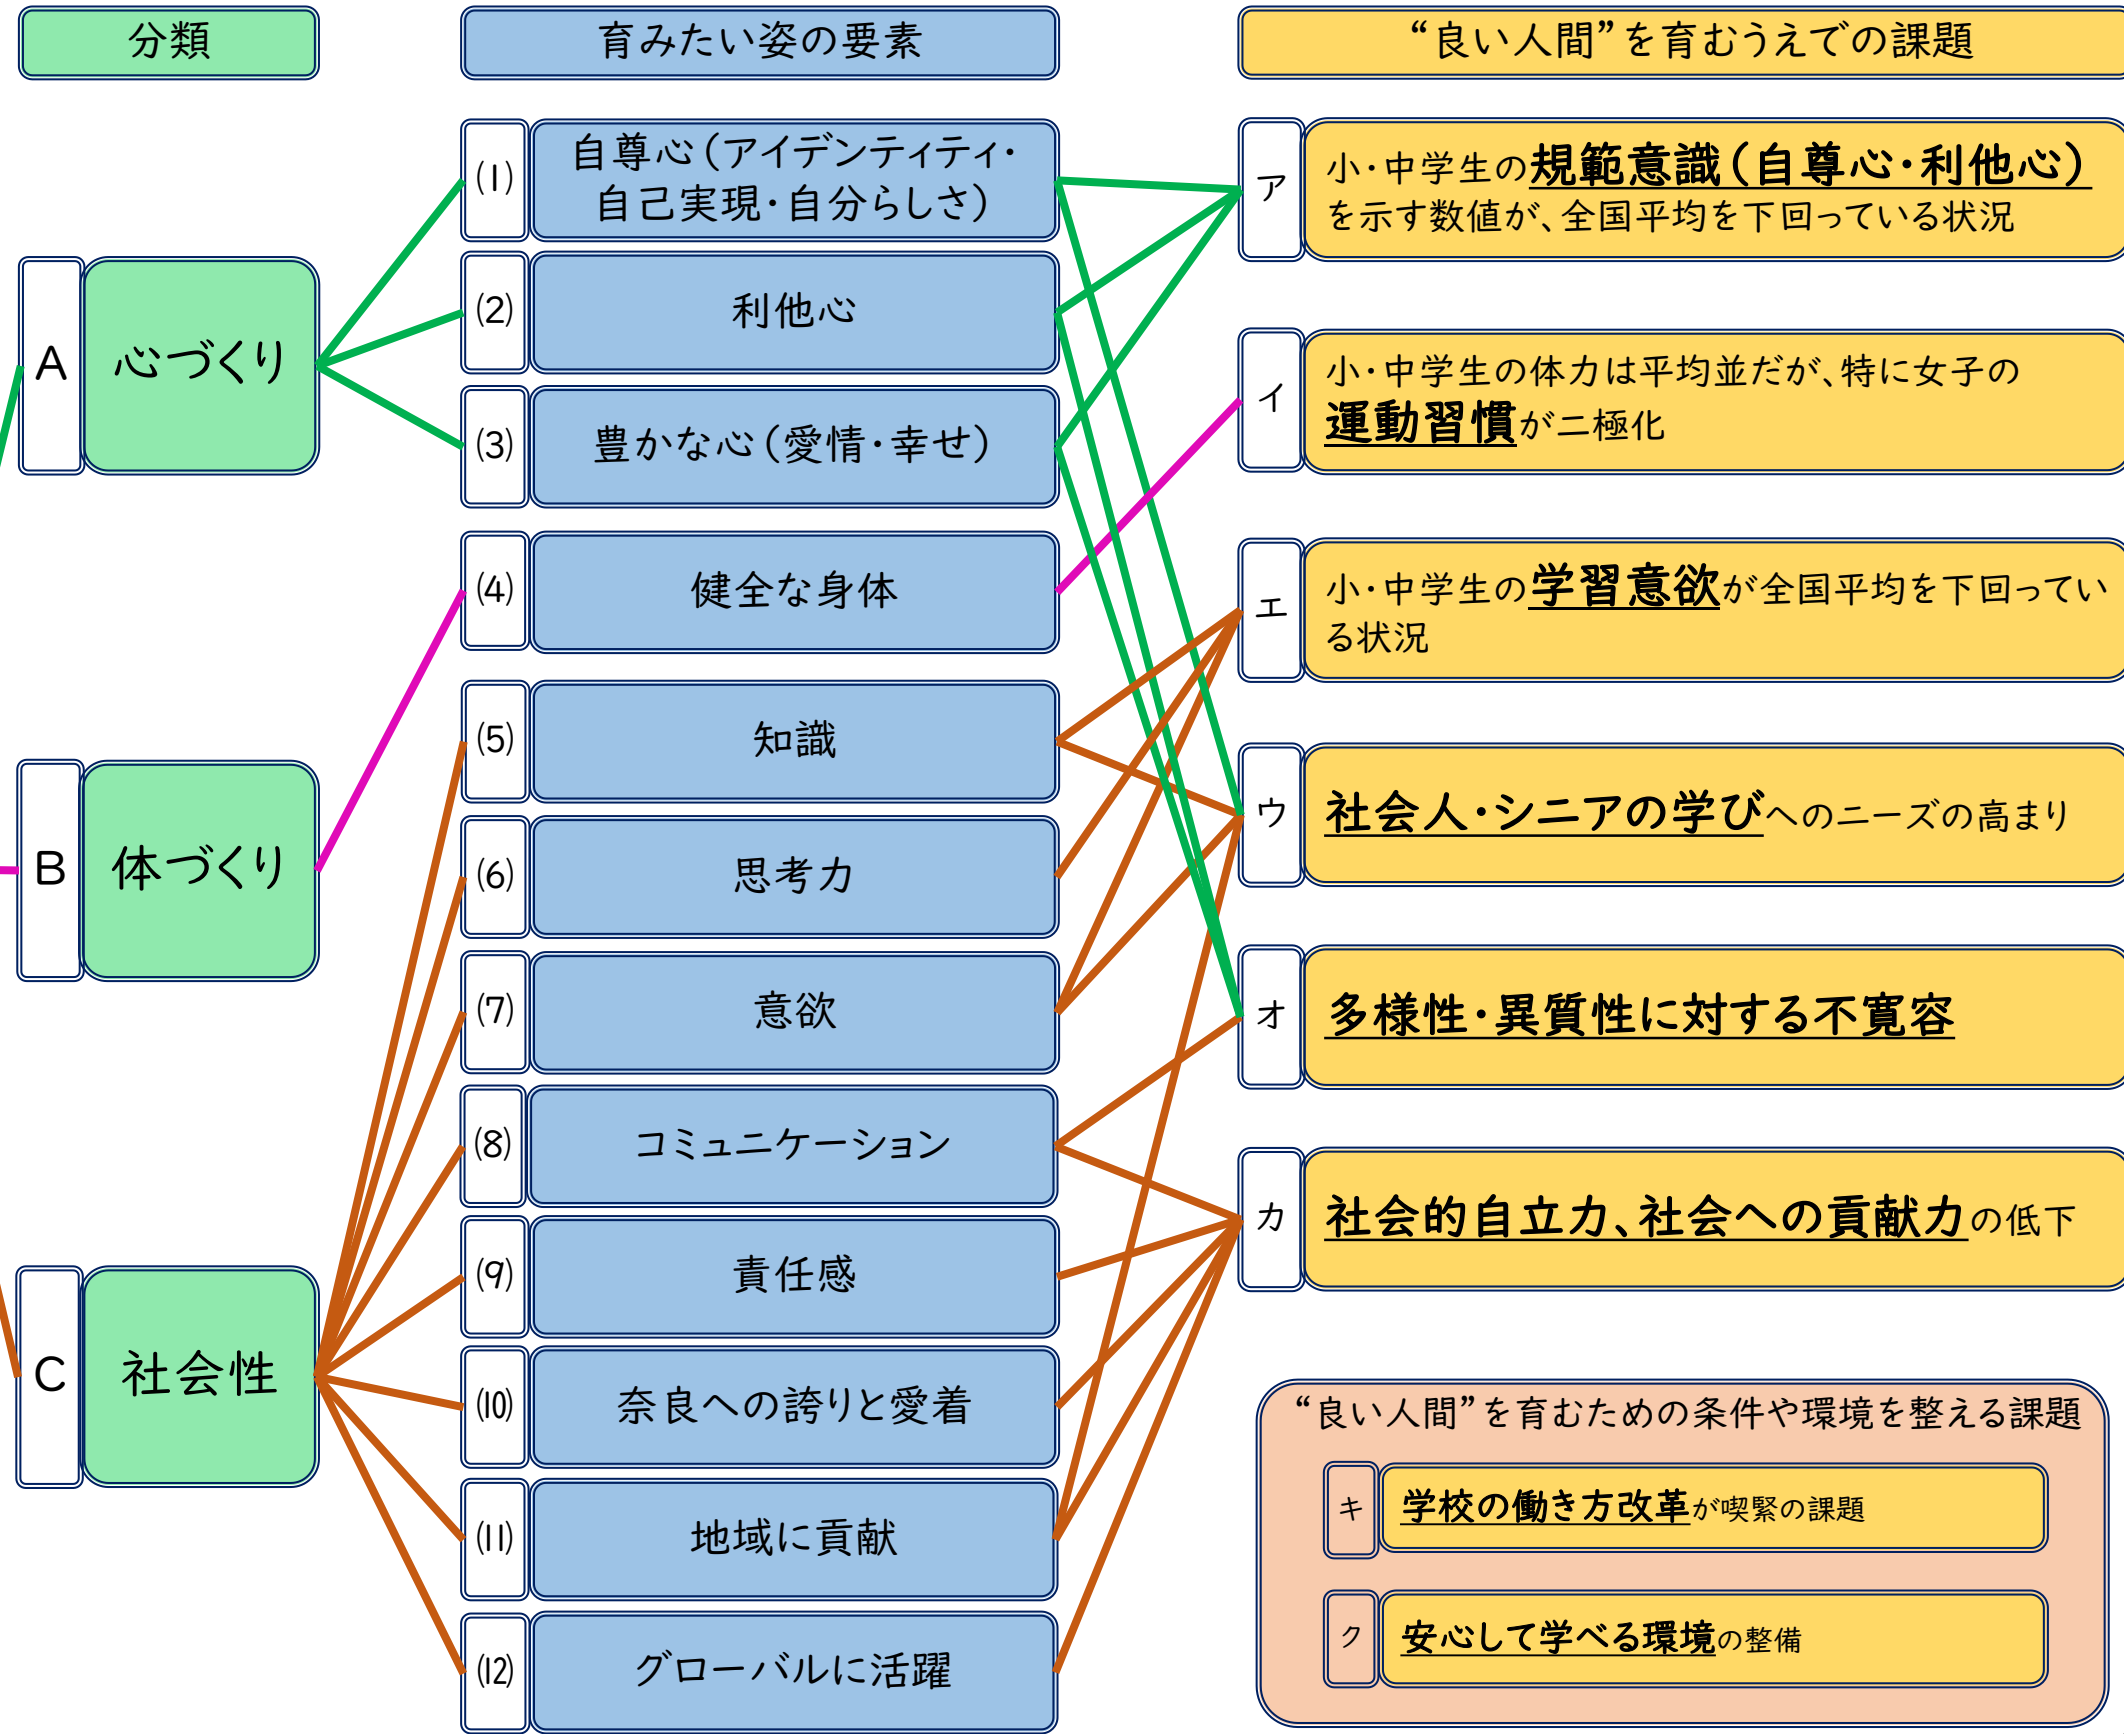 分類
育みたい姿の要素
“良い人間”を育むうえでの課題
A
心づくり
B
体づくり
C
社会性
(1)
自尊心(アイデンティティ・
自己実現・自分らしさ)
(2)
利他心
(3)
豊かな心(愛情・幸せ)
(4)
健全な身体
(5)
知識
(6)
思考力
(7)
意欲
(8)
コミュニケーション
(9)
責任感
(10)
奈良への誇りと愛着
(11)
地域に貢献
(12)
グローバルに活躍
ア
小・中学生の規範意識(自尊心・利他心)
を示す数値が、全国平均を下回っている状況
イ
小・中学生の体力は平均並だが、特に女子の
運動習慣が二極化
エ
小・中学生の学習意欲が全国平均を下回ってい
る状況
ウ
社会人・シニアの学びへのニーズの高まり
オ
多様性・異質性に対する不寛容
カ
社会的自立力、社会への貢献力の低下
“良い人間”を育むための条件や環境を整える課題
キ
学校の働き方改革が喫緊の課題
ク
安心して学べる環境の整備